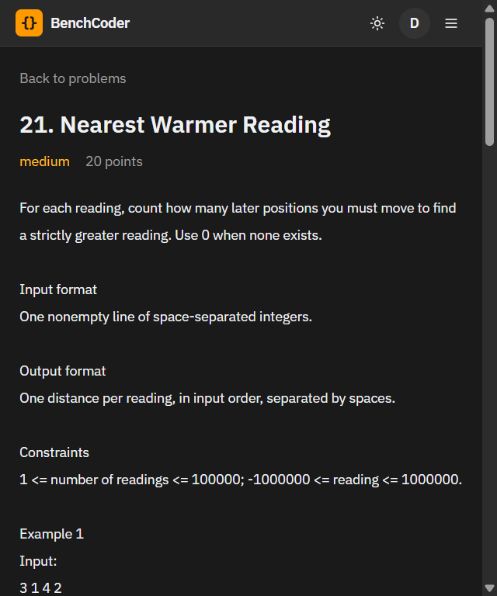 {} BenchCoder D
Back to problems
21. Nearest Warmer Reading
medium 20 points
For each reading, count how many later positions you must move to find
a strictly greater reading. Use 0 when none exists.
Input format
One nonempty line of space-separated integers.
Output format
One distance per reading, in input order, separated by spaces.
Constraints
1 <= number of readings <= 100000; -1000000 <= reading <= 1000000.
Example 1
Input:
3 1 4 2